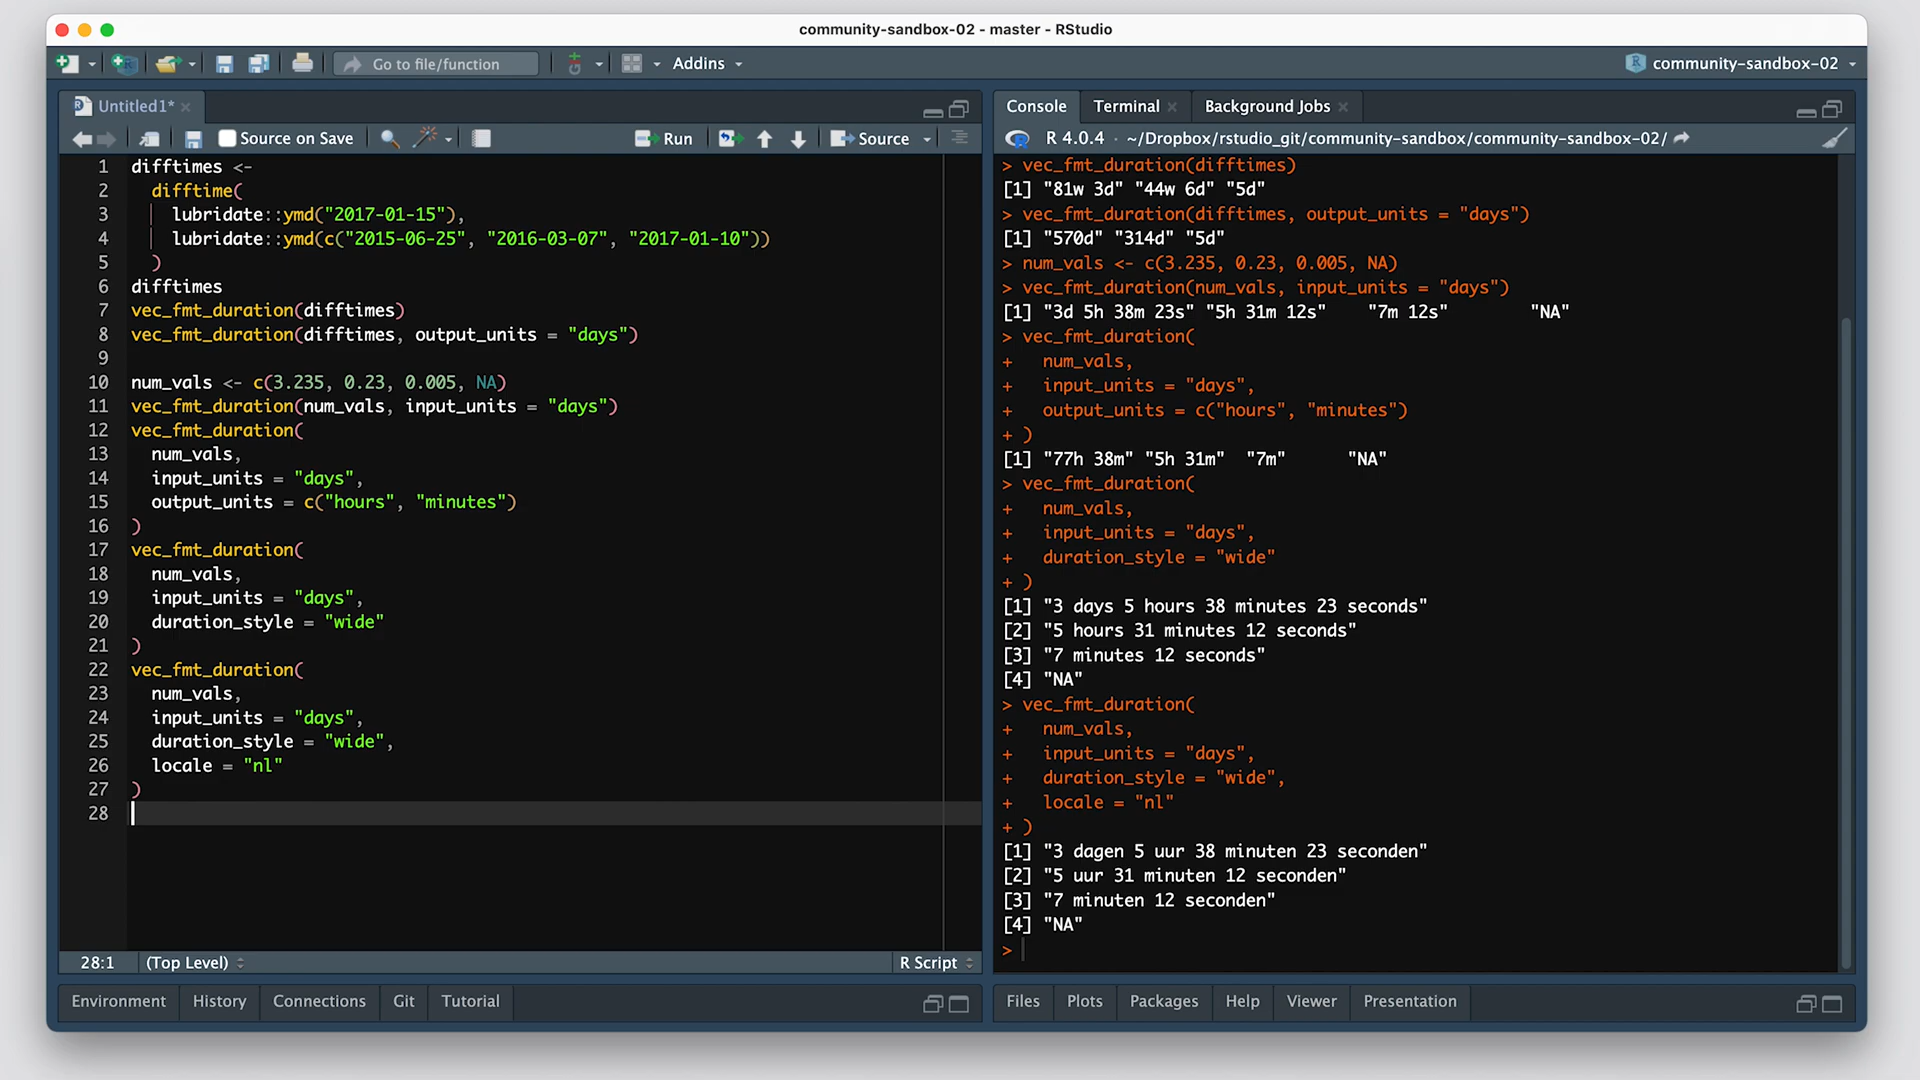 community-sandbox-02 - master - RStudio
Go to file/function
Addins
community-sandbox-02
Untitled1*
Source on Save
Run
Source
1 difftimes <-
2   difftime(
3     lubridate::ymd("2017-01-15"),
4     lubridate::ymd(c("2015-06-25", "2016-03-07", "2017-01-10"))
5   )
6 difftimes
7 vec_fmt_duration(difftimes)
8 vec_fmt_duration(difftimes, output_units = "days")
9
10 num_vals <- c(3.235, 0.23, 0.005, NA)
11 vec_fmt_duration(num_vals, input_units = "days")
12 vec_fmt_duration(
13   num_vals,
14   input_units = "days",
15   output_units = c("hours", "minutes")
16 )
17 vec_fmt_duration(
18   num_vals,
19   input_units = "days",
20   duration_style = "wide"
21 )
22 vec_fmt_duration(
23   num_vals,
24   input_units = "days",
25   duration_style = "wide",
26   locale = "nl"
27 )
28
28:1 (Top Level) R Script
Environment History Connections Git Tutorial
Console Terminal Background Jobs
R 4.0.4 · ~/Dropbox/rstudio_git/community-sandbox/community-sandbox-02/
> vec_fmt_duration(difftimes)
[1] "81w 3d" "44w 6d" "5d"
> vec_fmt_duration(difftimes, output_units = "days")
[1] "570d" "314d" "5d"
> num_vals <- c(3.235, 0.23, 0.005, NA)
> vec_fmt_duration(num_vals, input_units = "days")
[1] "3d 5h 38m 23s" "5h 31m 12s"    "7m 12s"        "NA"
> vec_fmt_duration(
+   num_vals,
+   input_units = "days",
+   output_units = c("hours", "minutes")
+ )
[1] "77h 38m" "5h 31m"  "7m"      "NA"
> vec_fmt_duration(
+   num_vals,
+   input_units = "days",
+   duration_style = "wide"
+ )
[1] "3 days 5 hours 38 minutes 23 seconds"
[2] "5 hours 31 minutes 12 seconds"
[3] "7 minutes 12 seconds"
[4] "NA"
> vec_fmt_duration(
+   num_vals,
+   input_units = "days",
+   duration_style = "wide",
+   locale = "nl"
+ )
[1] "3 dagen 5 uur 38 minuten 23 seconden"
[2] "5 uur 31 minuten 12 seconden"
[3] "7 minuten 12 seconden"
[4] "NA"
>
Files Plots Packages Help Viewer Presentation